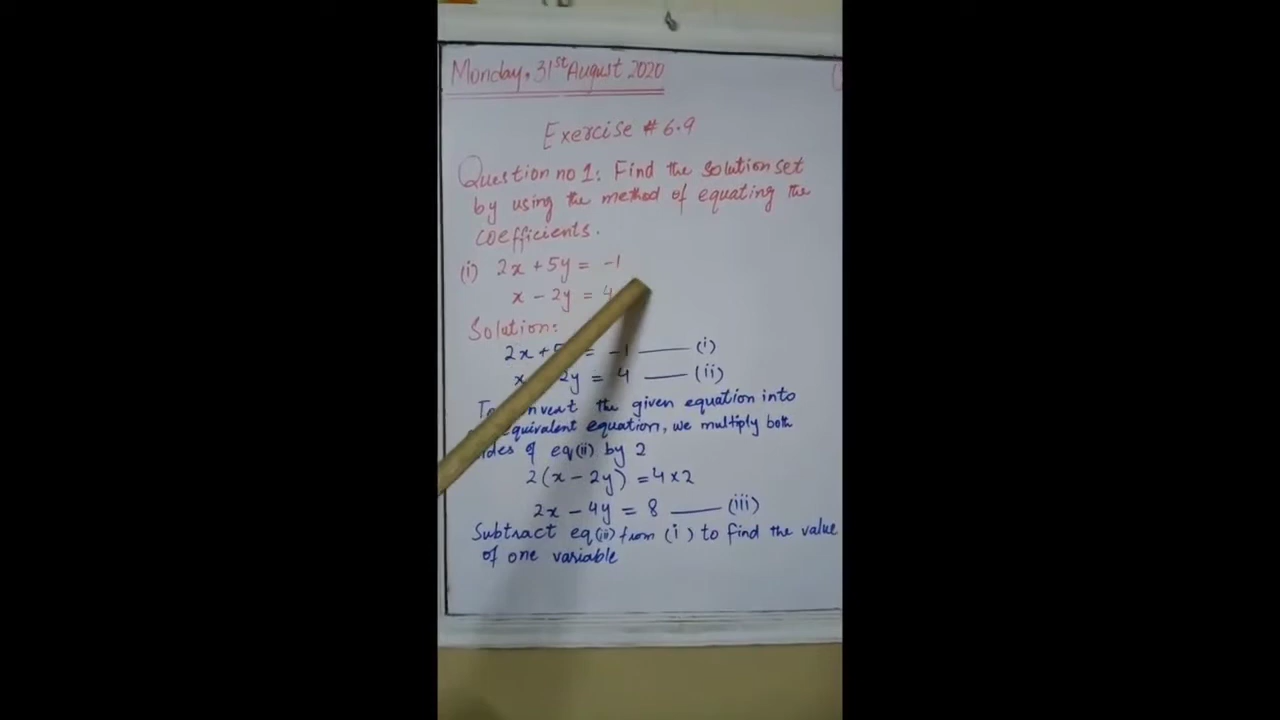 Monday, 31st August 2020
Exercise # 6.9
Question no 1: Find the solution set
by using the method of equating the
coefficients.
(i) 2x + 5y = -1
x - 2y = 4
Solution:
2x + 5 = -1 —— (i)
x 2y = 4 —— (ii)
the given equation into
equivalent equation, we multiply both
of eq(ii) by 2
2(x - 2y) = 4 x 2
2x - 4y = 8 —— (iii)
Subtract eq(iii) from (i) to find the value
of one variable